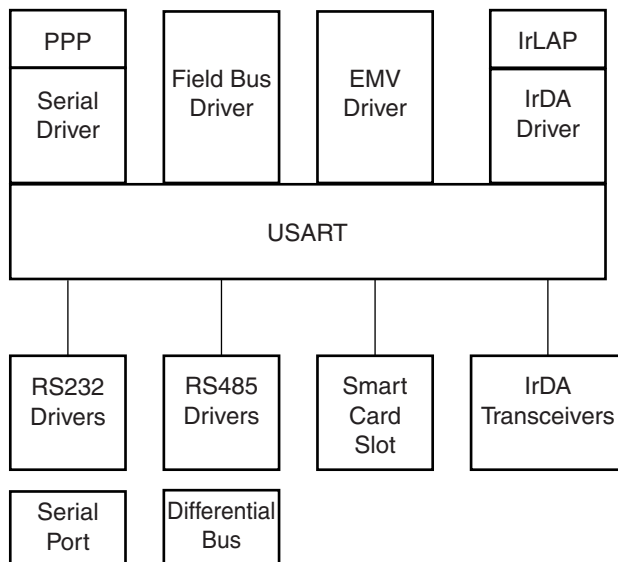 PPP
Serial
Driver
Field Bus
Driver
EMV
Driver
IrLAP
IrDA
Driver
USART
RS232
Drivers
RS485
Drivers
Smart
Card
Slot
IrDA
Transceivers
Serial
Port
Differential
Bus